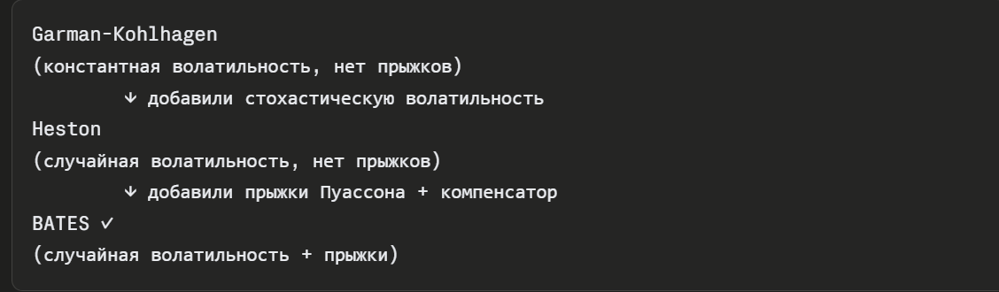 Garman-Kohlhagen
(константная волатильность, нет прыжков)
↓ добавили стохастическую волатильность
Heston
(случайная волатильность, нет прыжков)
↓ добавили прыжки Пуассона + компенсатор
BATES ✓
(случайная волатильность + прыжки)